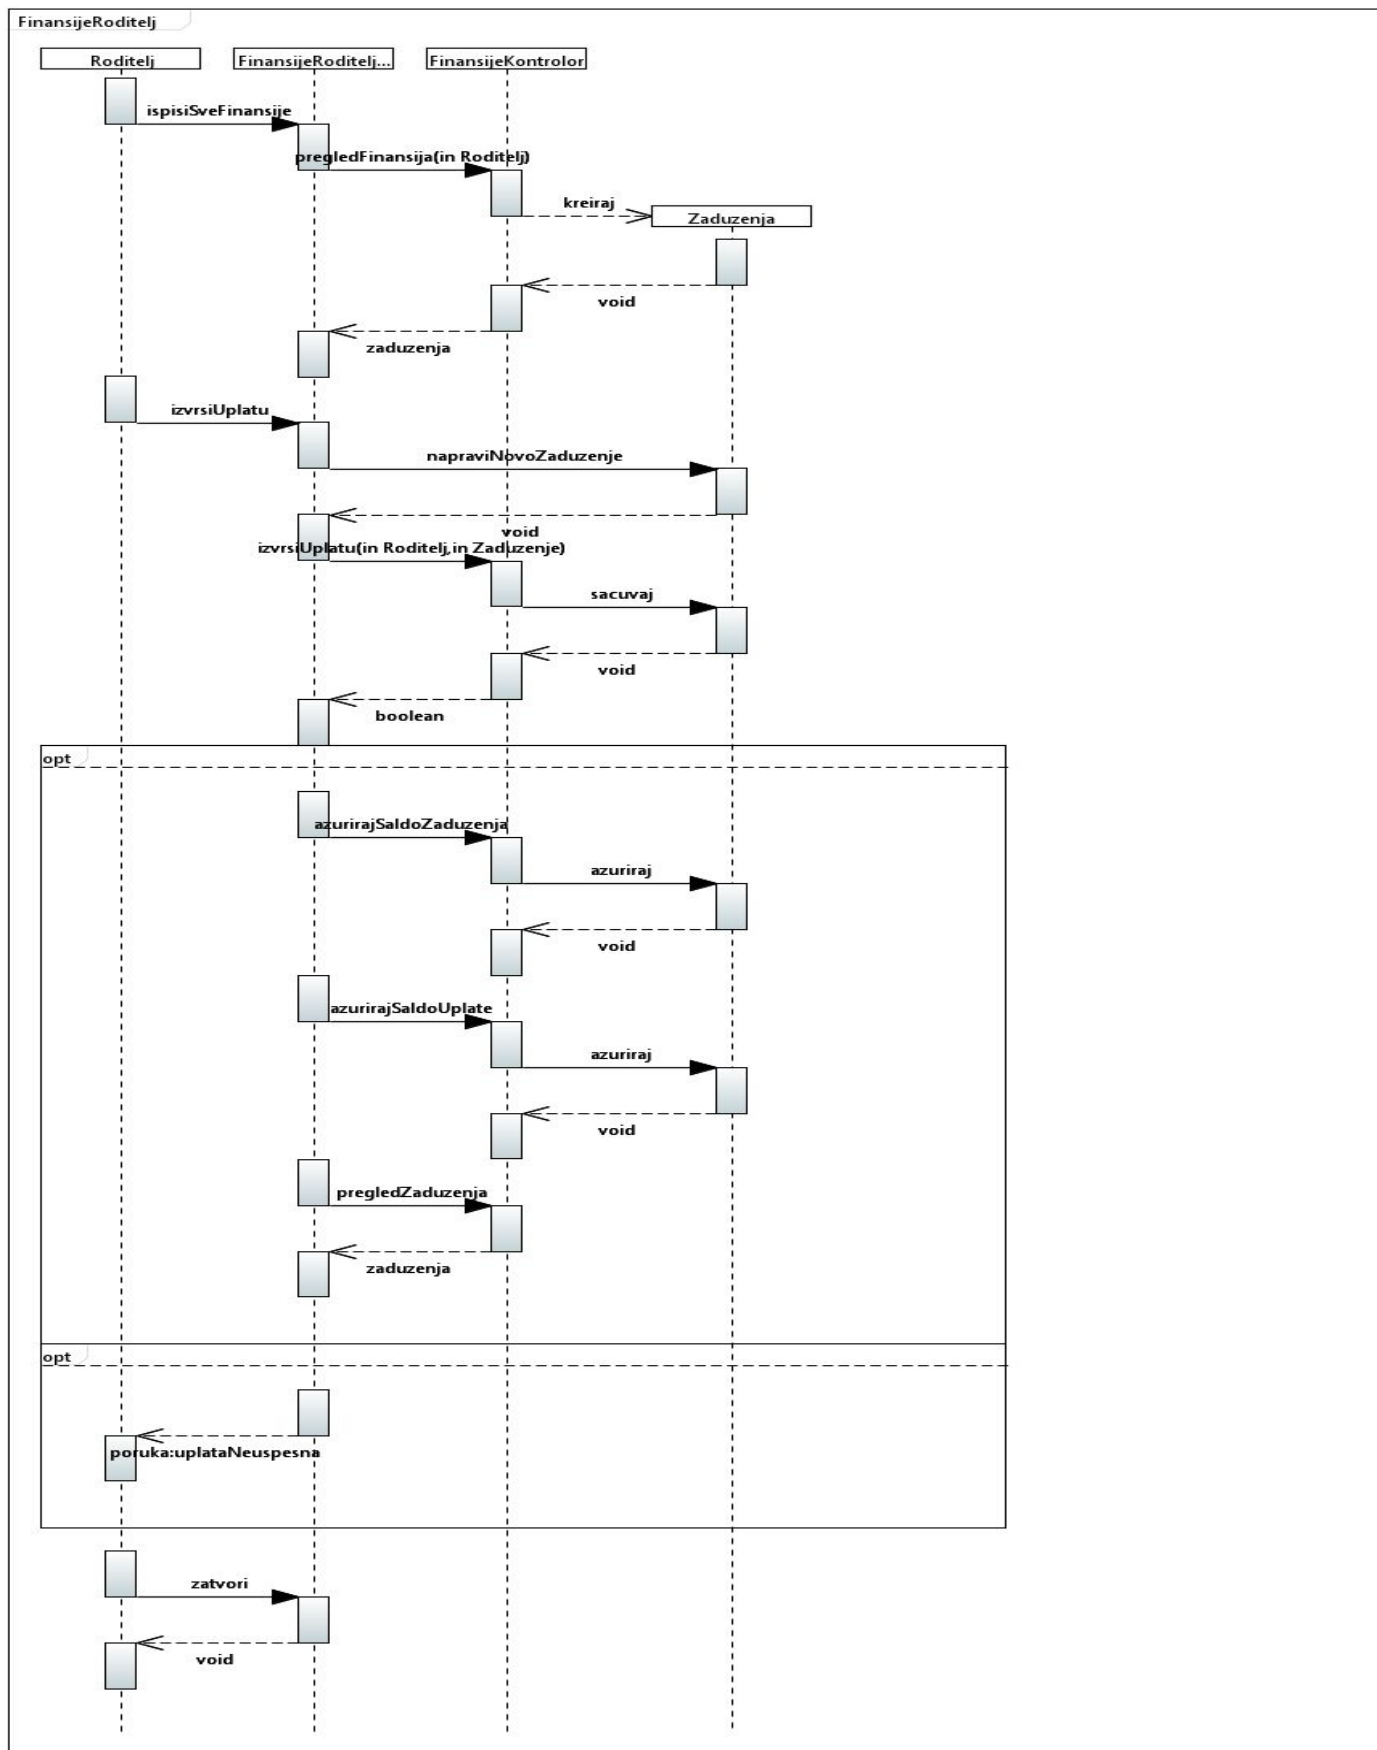 FinansijeRoditelj
Roditelj
FinansijeRoditelj...
FinansijeKontrolor
ispisiSveFinansije
pregledFinansija(in Roditelj)
kreiraj
Zaduzenja
void
zaduzenja
izvrsiUplatu
napraviNovoZaduzenje
void
izvrsiUplatu(in Roditelj,in Zaduzenje)
sacuvaj
void
boolean
opt
azurirajSaldoZaduzenja
azuriraj
void
azurirajSaldoUplate
azuriraj
void
pregledZaduzenja
zaduzenja
opt
poruka:uplataNeuspesna
zatvori
void